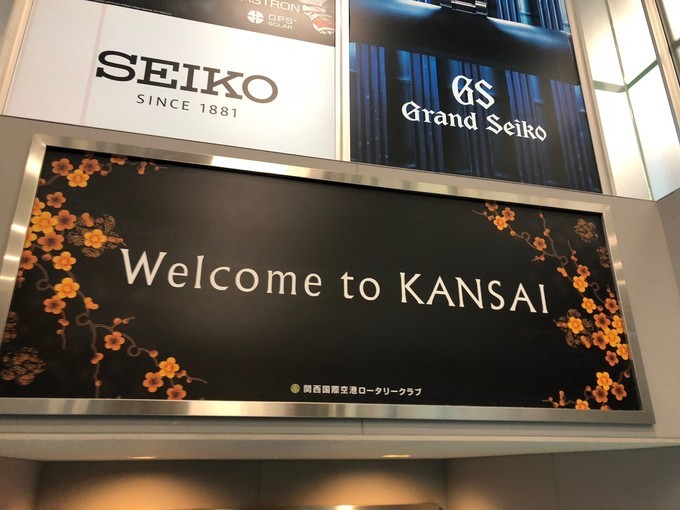 ASTRON
GPS
SOLAR
SEIKO
SINCE 1881
GS
Grand Seiko
Welcome to KANSAI
関西国際空港ロータリークラブ